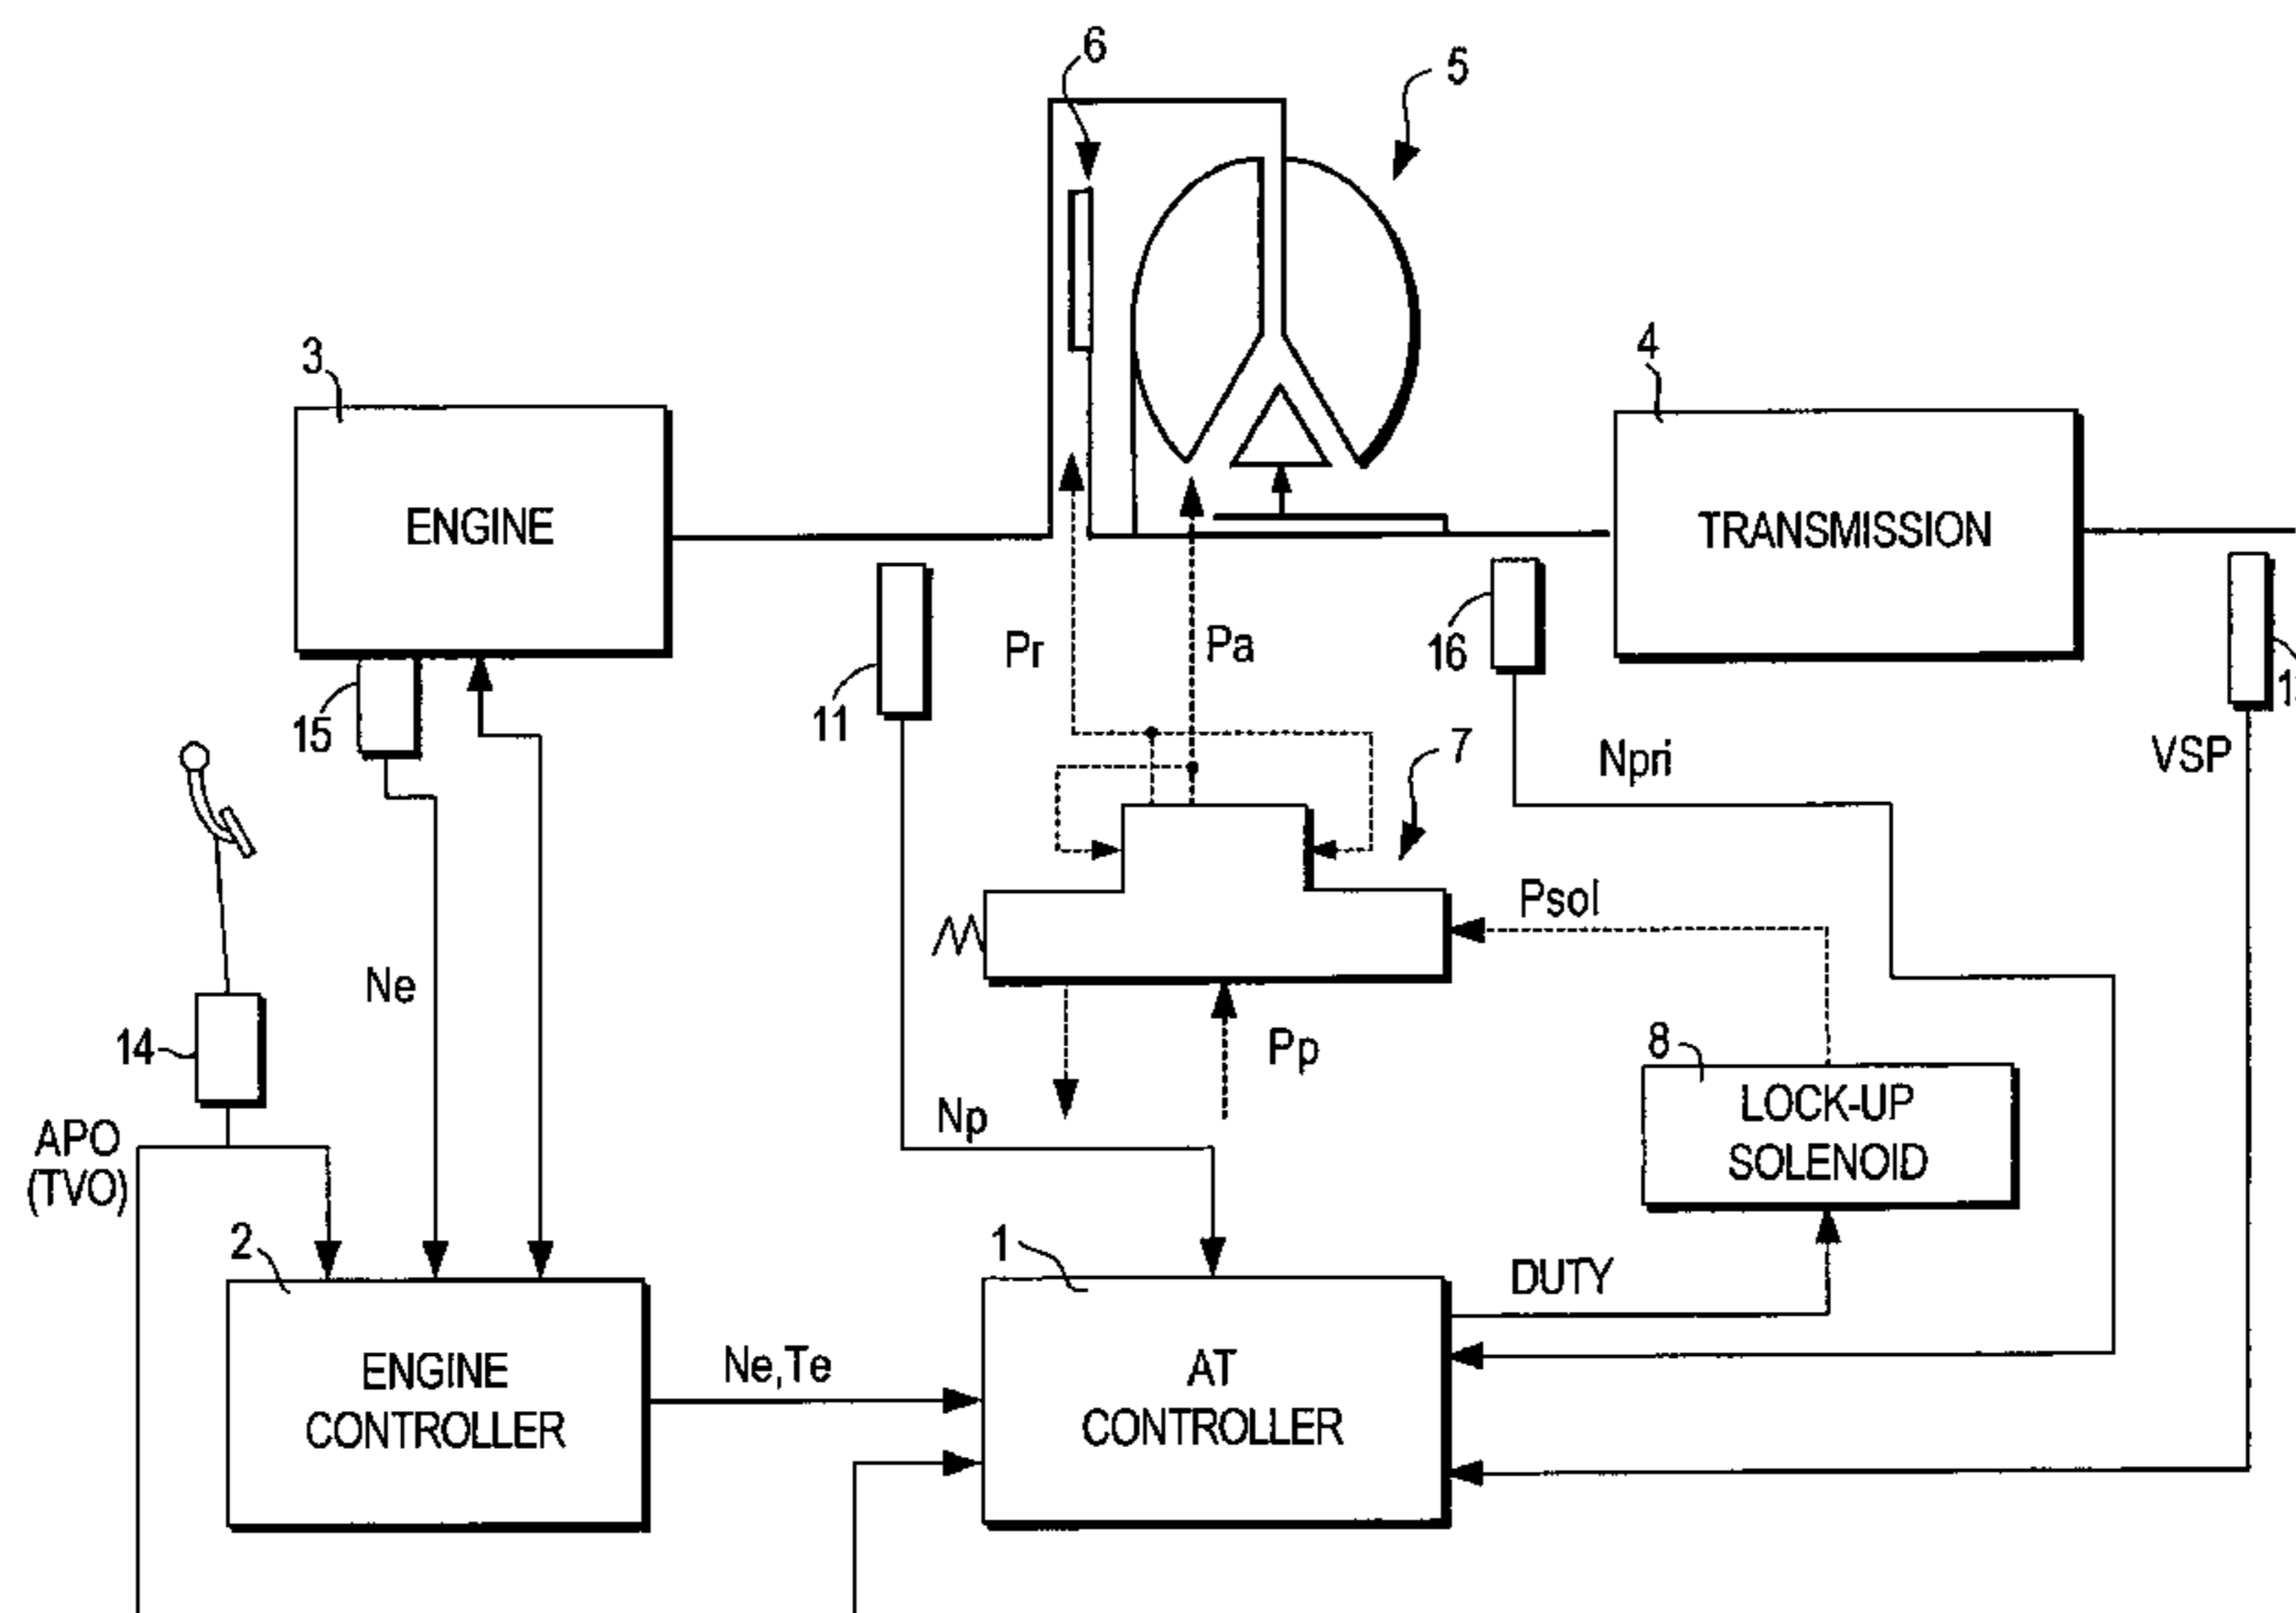 6
5
3
4
ENGINE
TRANSMISSION
Pr
Pa
16
15
11
7
Npri
VSP
Psol
Ne
14
8
Pp
LOCK-UP
SOLENOID
Np
APO
(TVO)
2
1
DUTY
ENGINE
CONTROLLER
Ne,Te
AT
CONTROLLER